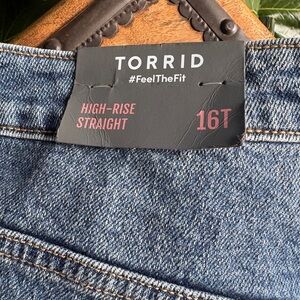 TORRID
#FeelTheFit
HIGH-RISE
STRAIGHT 16T